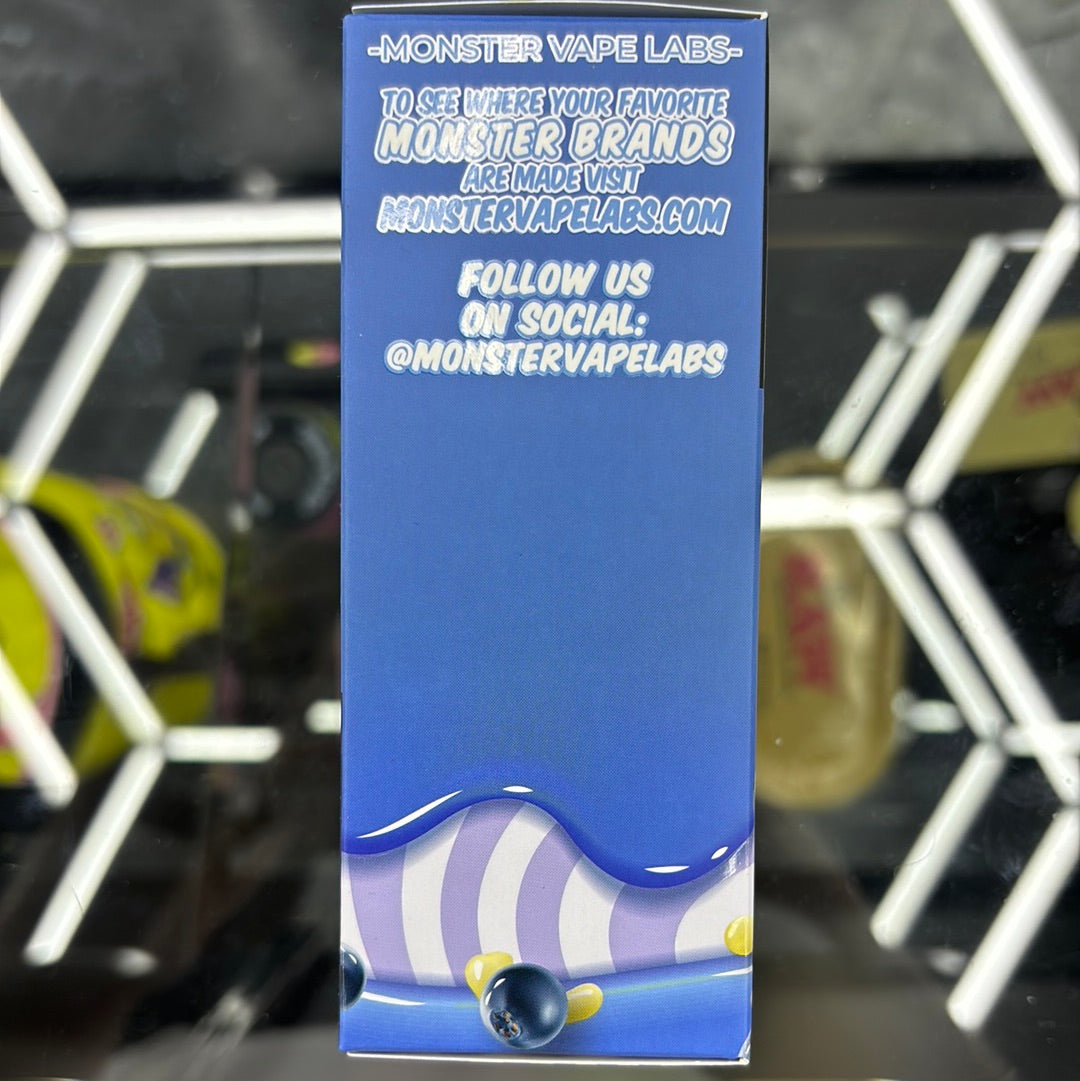 -MONSTER VAPE LABS-
TO SEE WHERE YOUR FAVORITE
MONSTER BRANDS
ARE MADE VISIT
MONSTERVAPELABS.COM
FOLLOW US
ON SOCIAL:
@MONSTERVAPELABS